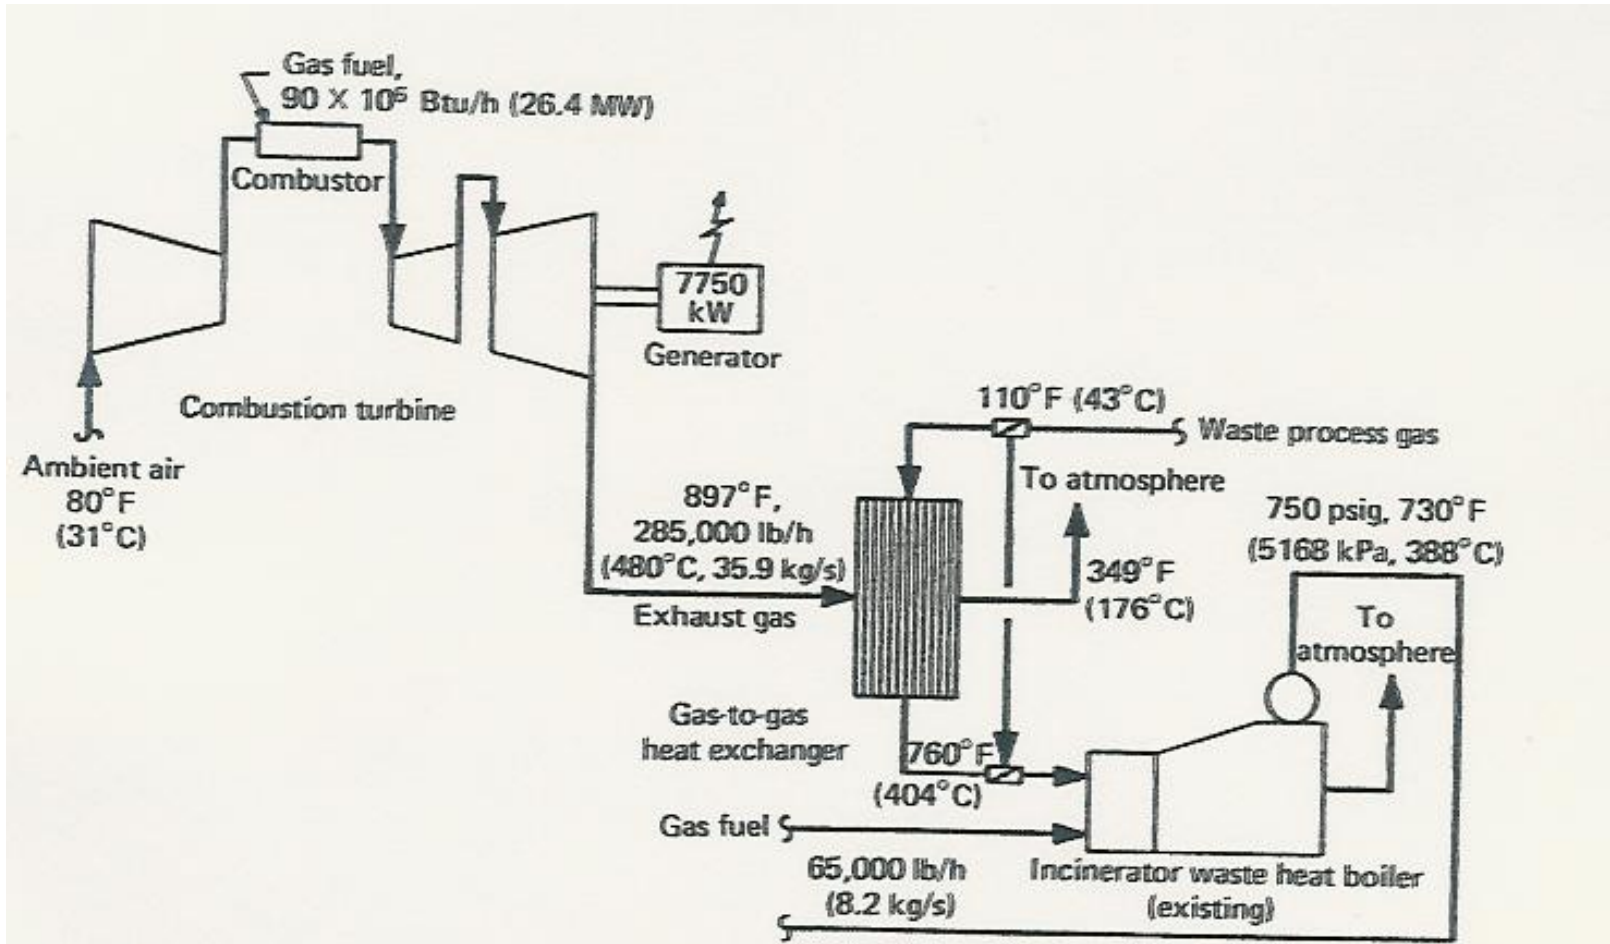 Gas fuel,
90 X 10⁶ Btu/h (26.4 MW)
Combustor
7750
kW
Generator
Combustion turbine
Ambient air
80°F
(31°C)
110°F (43°C)
Waste process gas
To atmosphere
897°F,
285,000 lb/h
(480°C, 35.9 kg/s)
Exhaust gas
349°F
(176°C)
750 psig, 730°F
(5168 kPa, 388°C)
To
atmosphere
Gas-to-gas
heat exchanger
760°F
(404°C)
Gas fuel
65,000 lb/h
(8.2 kg/s)
Incinerator waste heat boiler
(existing)